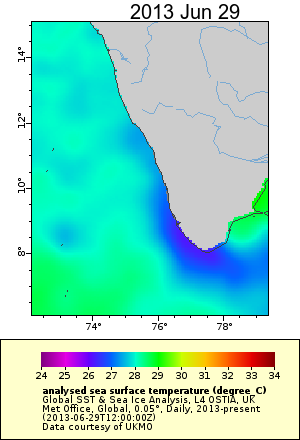 2013 Jun 29
14°
12°
10°
8°
74° 76° 78°
24 25 26 27 28 29 30 31 32 33 34
analysed sea surface temperature (degree_C)
Global SST & Sea Ice Analysis, L4 OSTIA, UK
Met Office, Global, 0.05°, Daily, 2013-present
(2013-06-29T12:00:00Z)
Data courtesy of UKMO